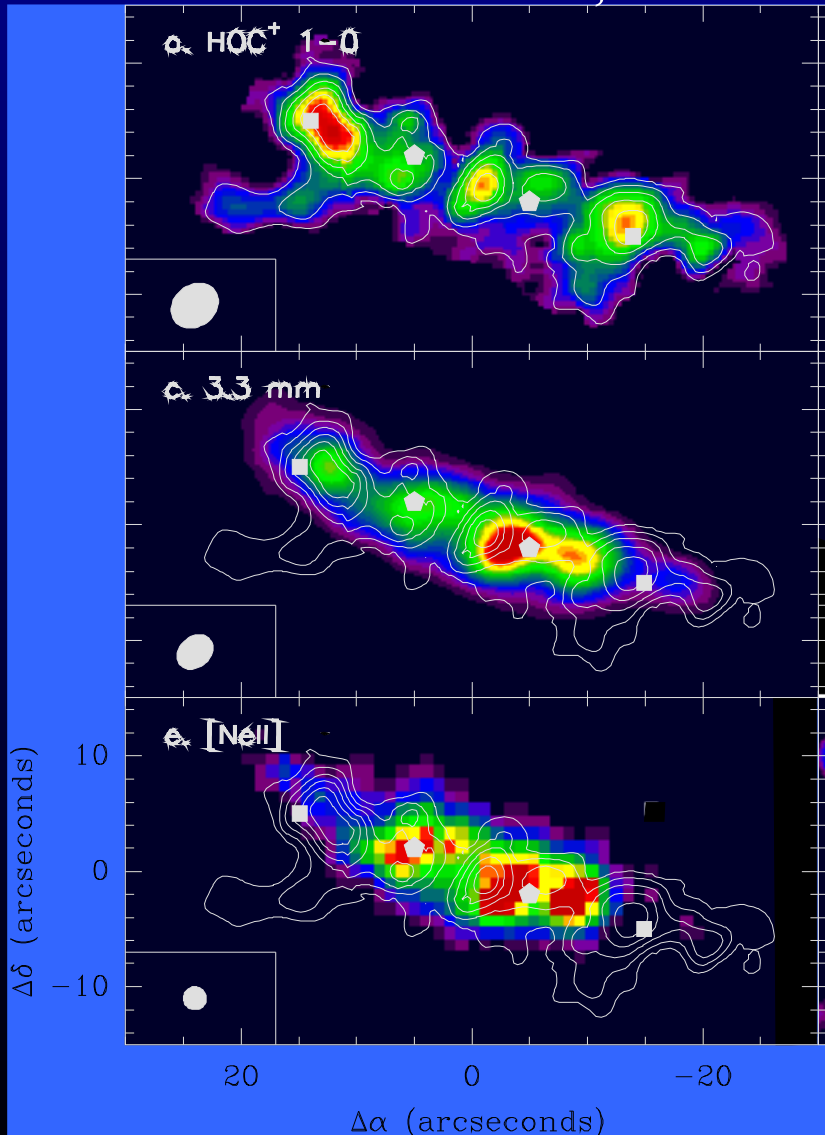 a. HOC⁺ 1−0
c. 3.3 mm
e. [NeII]
10
0
−10
20 0 −20
Δδ (arcseconds)
Δα (arcseconds)